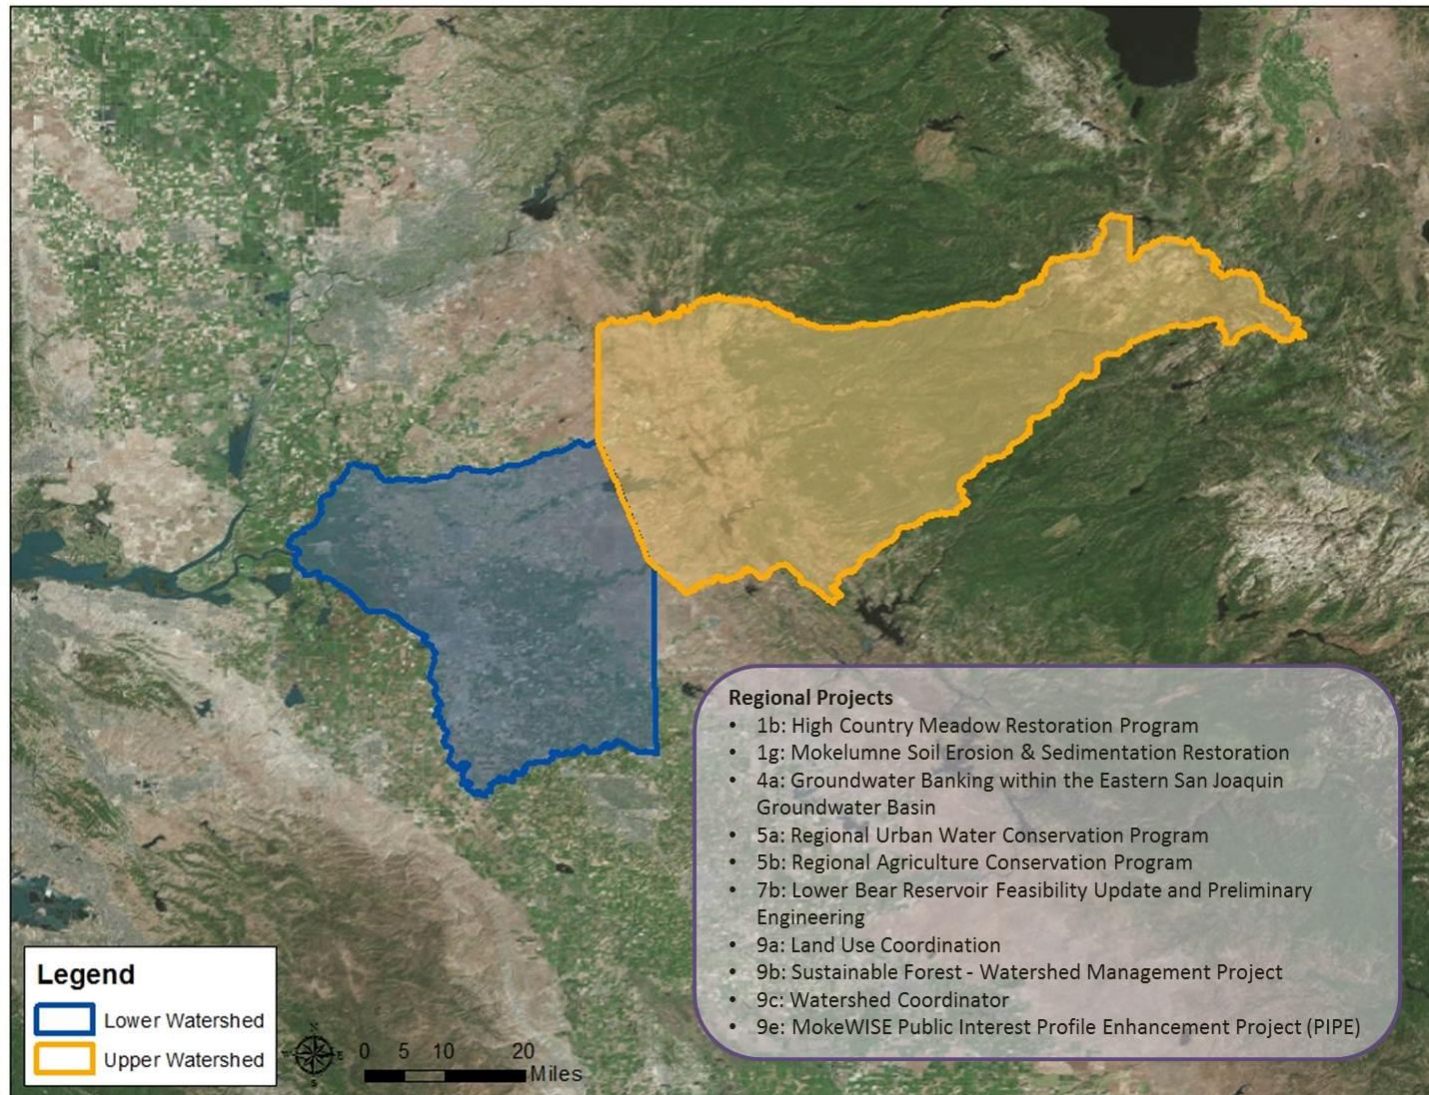 Regional Projects
• 1b: High Country Meadow Restoration Program
• 1g: Mokelumne Soil Erosion & Sedimentation Restoration
• 4a: Groundwater Banking within the Eastern San Joaquin
Groundwater Basin
• 5a: Regional Urban Water Conservation Program
• 5b: Regional Agriculture Conservation Program
• 7b: Lower Bear Reservoir Feasibility Update and Preliminary
Engineering
• 9a: Land Use Coordination
• 9b: Sustainable Forest - Watershed Management Project
• 9c: Watershed Coordinator
• 9e: MokeWISE Public Interest Profile Enhancement Project (PIPE)
Legend
Lower Watershed
Upper Watershed
N
W E
S
0 5 10 20
Miles